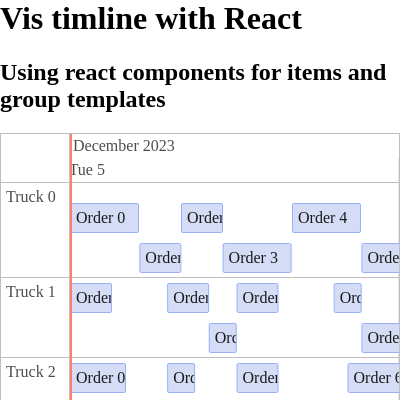 Vis timline with React
Using react components for items and
group templates
December 2023
Tue 5
Truck 0
Order 0
Order
Order 4
Order
Order 3
Orde
Truck 1
Order
Order
Order
Orc
Orc
Orde
Truck 2
Order 0
Orc
Order
Order 6